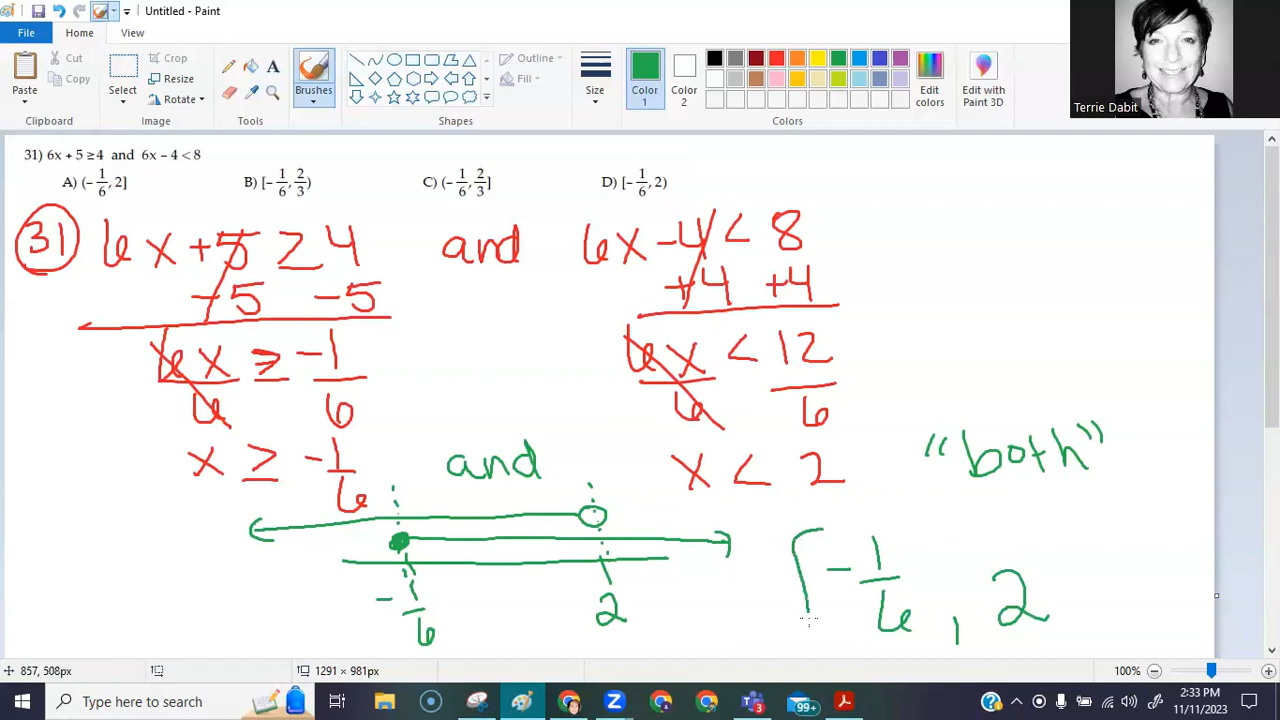 Untitled - Paint
File Home View
Paste
Cut
Copy
Clipboard
Select
Crop
Resize
Rotate
Image
Tools
Brushes
Outline
Fill
Shapes
Size
Color 1
Color 2
Edit colors
Edit with Paint 3D
Colors
Terrie Dabit
31) 6x + 5 ≥ 4 and 6x – 4 < 8
A) (– 1/6, 2] B) [– 1/6, 2/3) C) (– 1/6, 2/3] D) [– 1/6, 2)
31 6x + 5 ≥ 4 and 6x - 4 < 8
-5 -5 +4 +4
6x ≥ -1 6x < 12
6 6 6 6
x ≥ -1/6 and x < 2 "both"
-1/6 2 [ -1/6 , 2
857, 508px 1291 × 981px 100%
Type here to search
99+
3
2:33 PM
11/11/2023